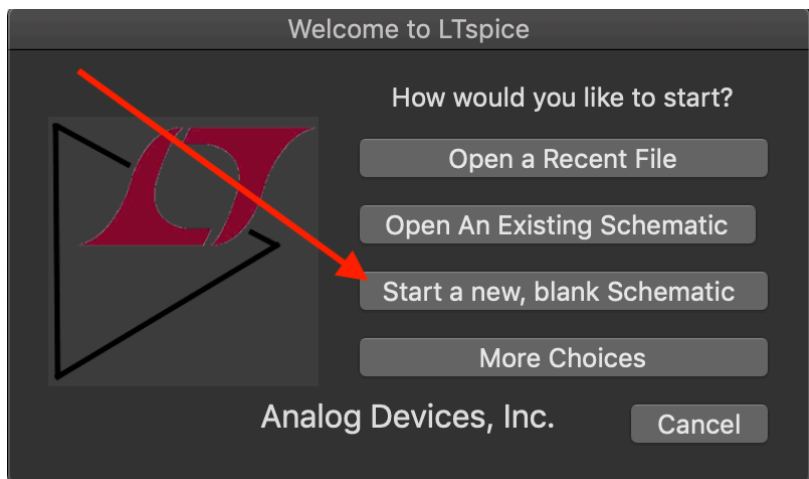 Welcome to LTspice
How would you like to start?
Open a Recent File
Open An Existing Schematic
Start a new, blank Schematic
More Choices
Analog Devices, Inc.
Cancel